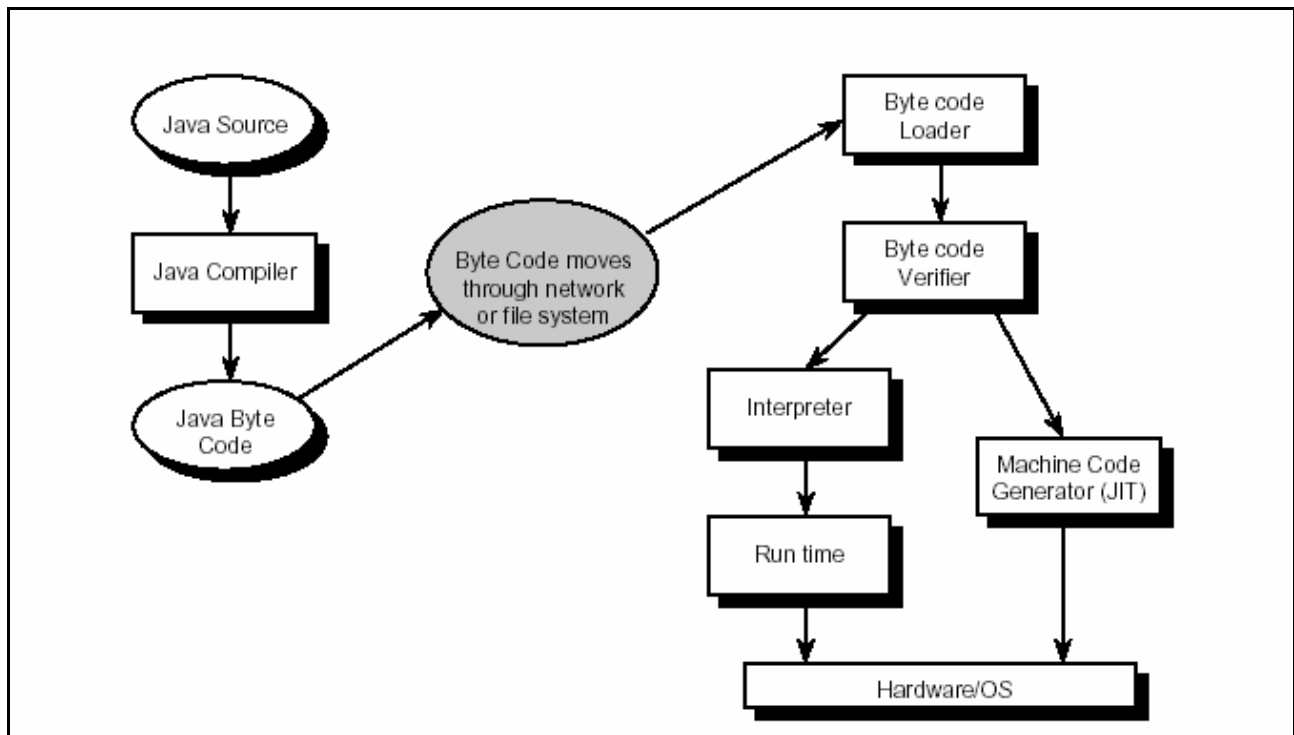 Java Source
Java Compiler
Java Byte
Code
Byte Code moves
through network
or file system
Byte code
Loader
Byte code
Verifier
Interpreter
Run time
Machine Code
Generator (JIT)
Hardware/OS